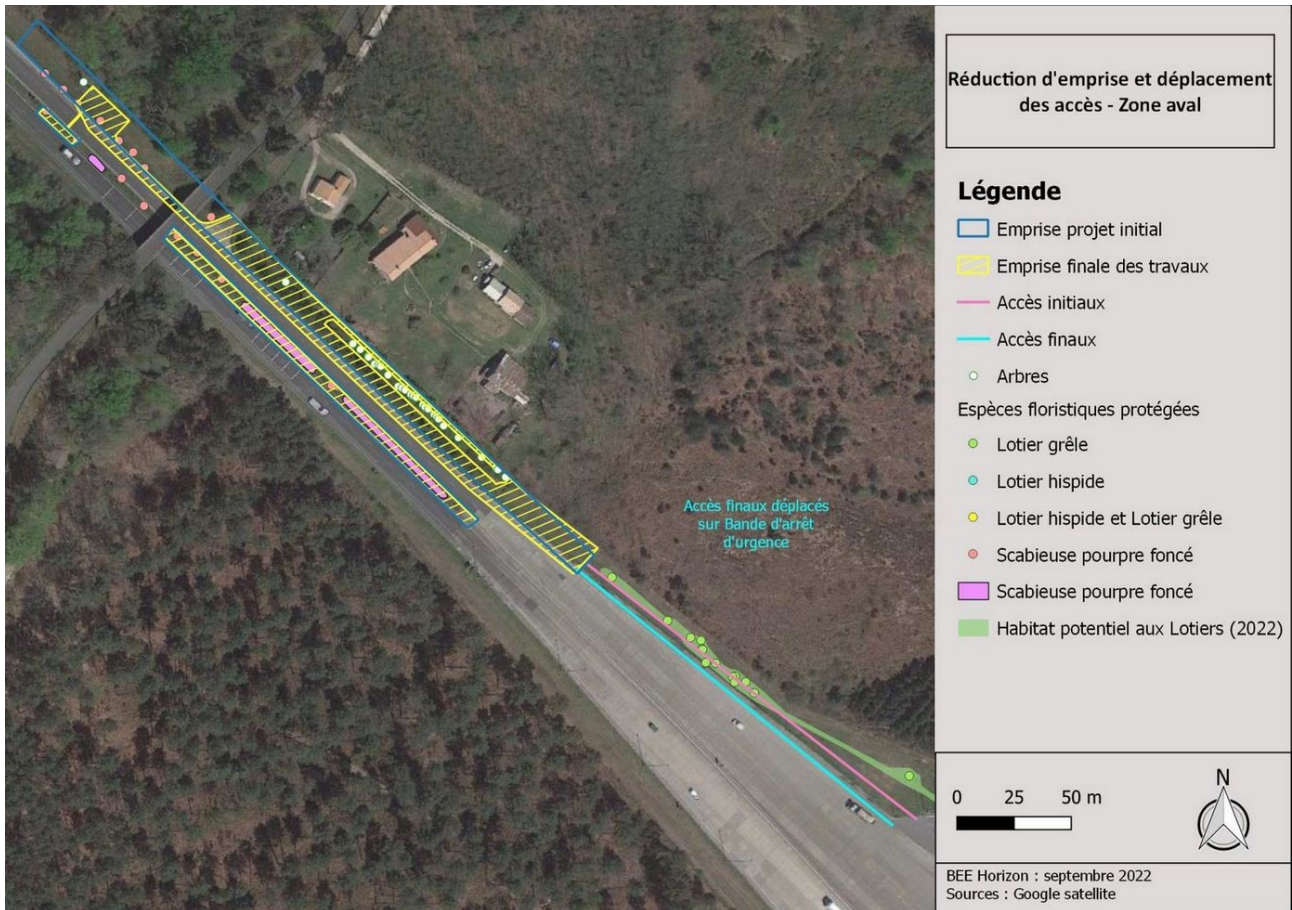 Réduction d'emprise et déplacement
des accès - Zone aval
Légende
Emprise projet initial
Emprise finale des travaux
Accès initiaux
Accès finaux
Arbres
Espèces floristiques protégées
Lotier grêle
Lotier hispide
Lotier hispide et Lotier grêle
Scabieuse pourpre foncé
Scabieuse pourpre foncé
Habitat potentiel aux Lotiers (2022)
Accès finaux déplacés
sur Bande d'arrêt
d'urgence
0 25 50 m
N
BEE Horizon : septembre 2022
Sources : Google satellite